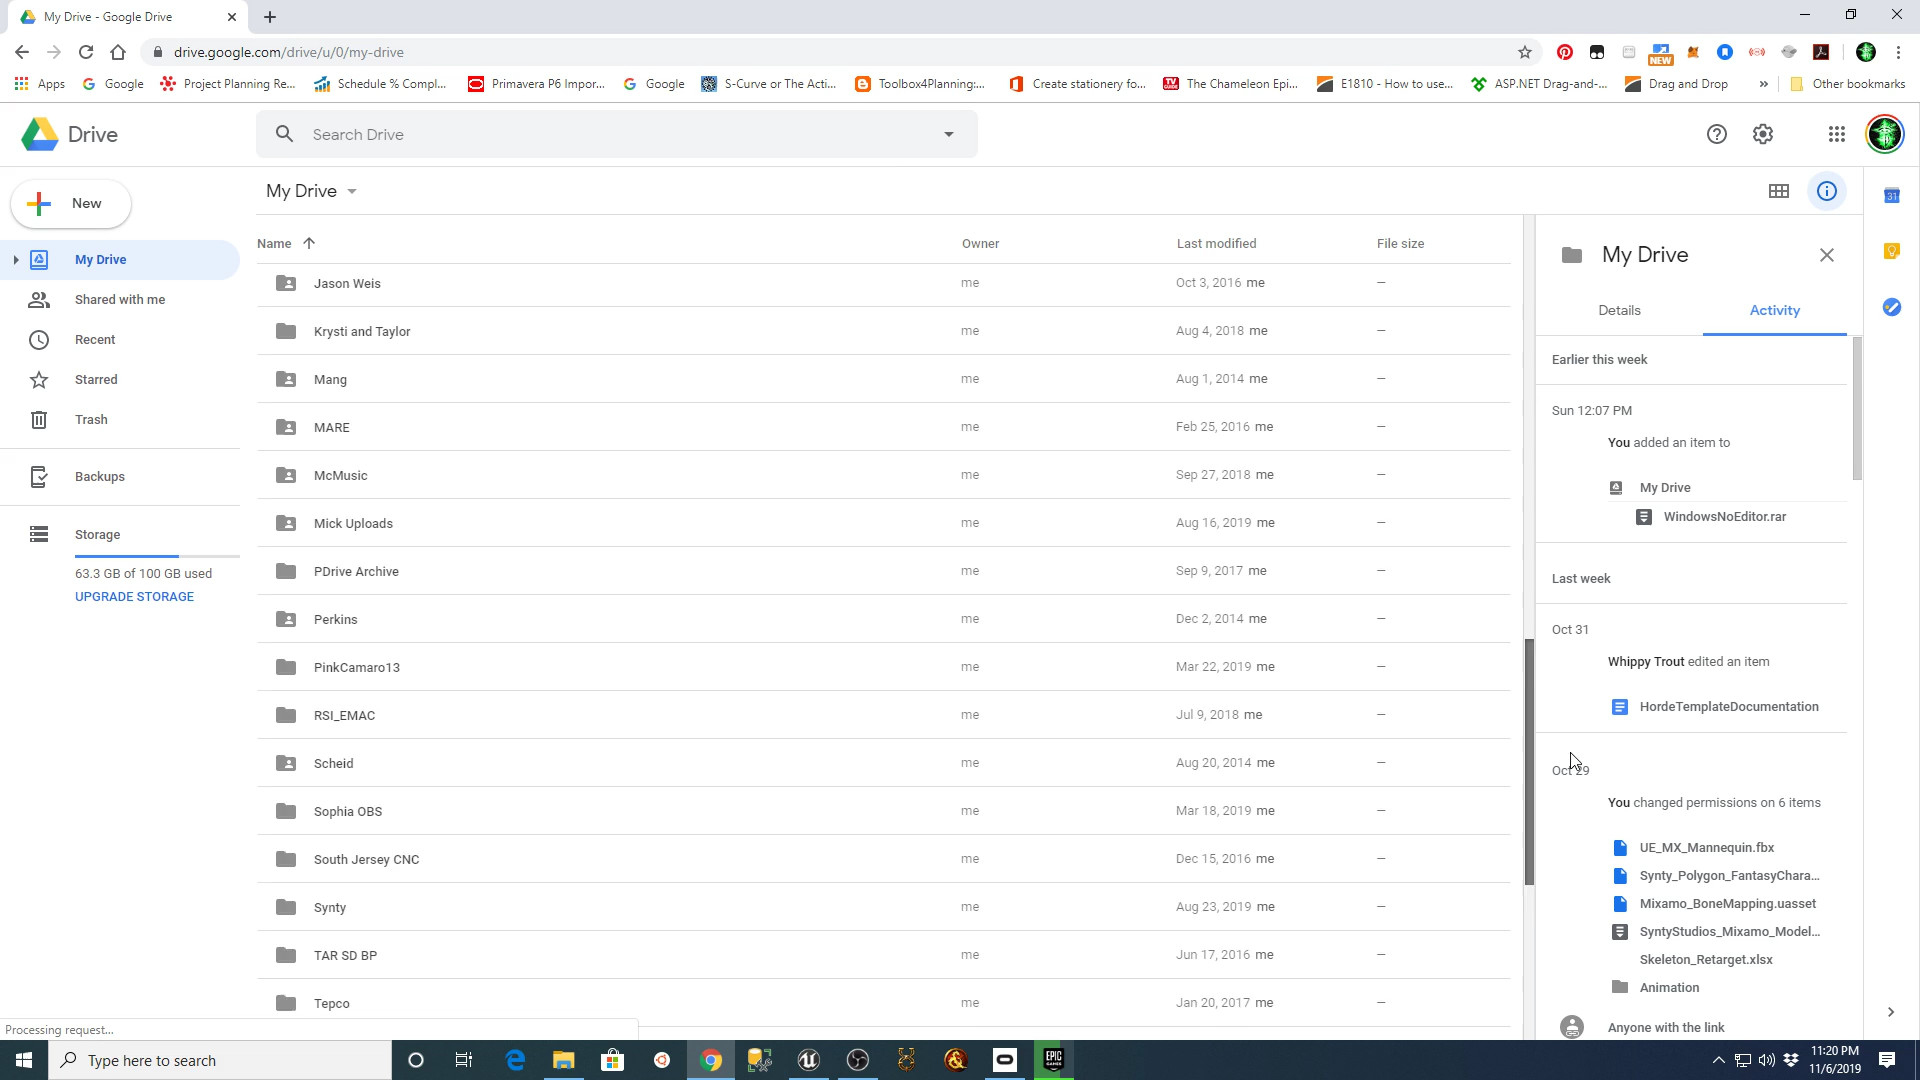 My Drive - Google Drive
drive.google.com/drive/u/0/my-drive
NEW
Apps
Google
Project Planning Re...
Schedule % Compl...
Primavera P6 Impor...
Google
S-Curve or The Acti...
Toolbox4Planning:...
Create stationery fo...
The Chameleon Epi...
E1810 - How to use...
ASP.NET Drag-and-...
Drag and Drop
Other bookmarks
Drive
Search Drive
New
My Drive
Shared with me
Recent
Starred
Trash
Backups
Storage
63.3 GB of 100 GB used
UPGRADE STORAGE
My Drive
Name Owner Last modified File size
Jason Weis me Oct 3, 2016 me –
Krysti and Taylor me Aug 4, 2018 me –
Mang me Aug 1, 2014 me –
MARE me Feb 25, 2016 me –
McMusic me Sep 27, 2018 me –
Mick Uploads me Aug 16, 2019 me –
PDrive Archive me Sep 9, 2017 me –
Perkins me Dec 2, 2014 me –
PinkCamaro13 me Mar 22, 2019 me –
RSI_EMAC me Jul 9, 2018 me –
Scheid me Aug 20, 2014 me –
Sophia OBS me Mar 18, 2019 me –
South Jersey CNC me Dec 15, 2016 me –
Synty me Aug 23, 2019 me –
TAR SD BP me Jun 17, 2016 me –
Tepco me Jan 20, 2017 me –
My Drive
Details Activity
Earlier this week
Sun 12:07 PM
You added an item to
My Drive
WindowsNoEditor.rar
Last week
Oct 31
Whippy Trout edited an item
HordeTemplateDocumentation
Oct 29
You changed permissions on 6 items
UE_MX_Mannequin.fbx
Synty_Polygon_FantasyChara...
Mixamo_BoneMapping.uasset
SyntyStudios_Mixamo_Model...
Skeleton_Retarget.xlsx
Animation
Anyone with the link
31
Processing request...
Type here to search
EPIC
GAMES
11:20 PM
11/6/2019